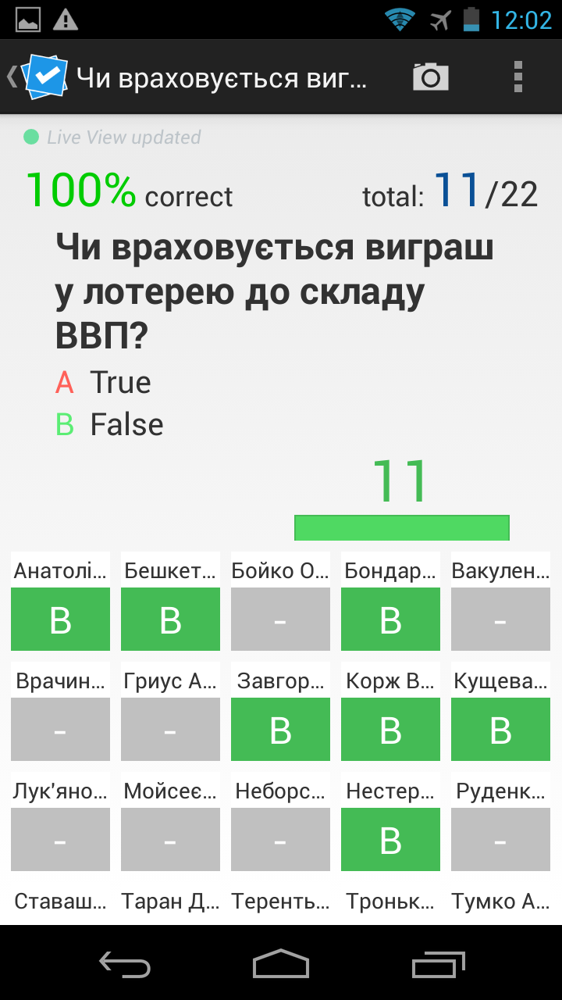 12:02
Чи враховується виг...
Live View updated
100% correct total: 11/22
Чи враховується виграш
у лотерею до складу
ВВП?
A True
B False
11
Анатолі... Бешкет... Бойко О... Бондар... Вакулен...
B B - B -
Врачин... Гриус А... Завгор... Корж В... Кущева...
- - B B B
Лук'яно... Мойсеє... Неборс... Нестер... Руденк...
- - - B -
Ставаш... Таран Д... Теренть... Троньк... Тумко А...